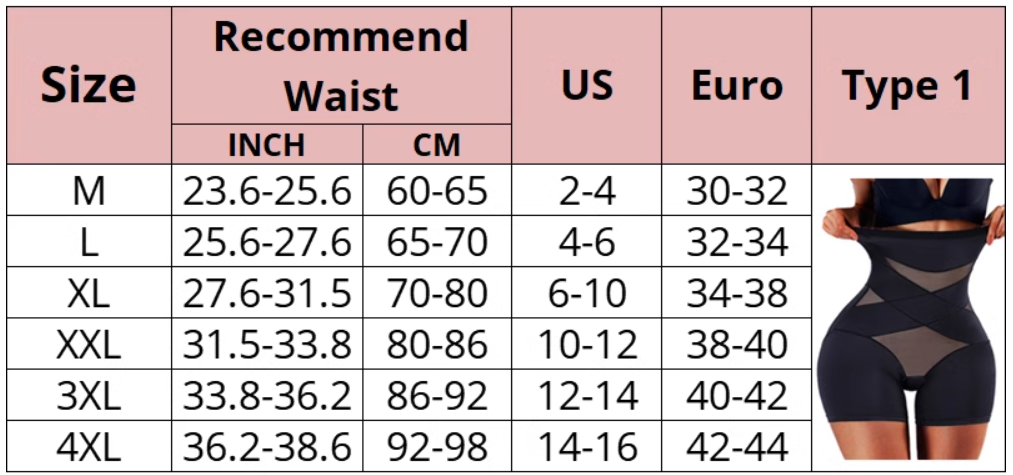 Size Recommend Waist US Euro Type 1
INCH CM
M 23.6-25.6 60-65 2-4 30-32
L 25.6-27.6 65-70 4-6 32-34
XL 27.6-31.5 70-80 6-10 34-38
XXL 31.5-33.8 80-86 10-12 38-40
3XL 33.8-36.2 86-92 12-14 40-42
4XL 36.2-38.6 92-98 14-16 42-44